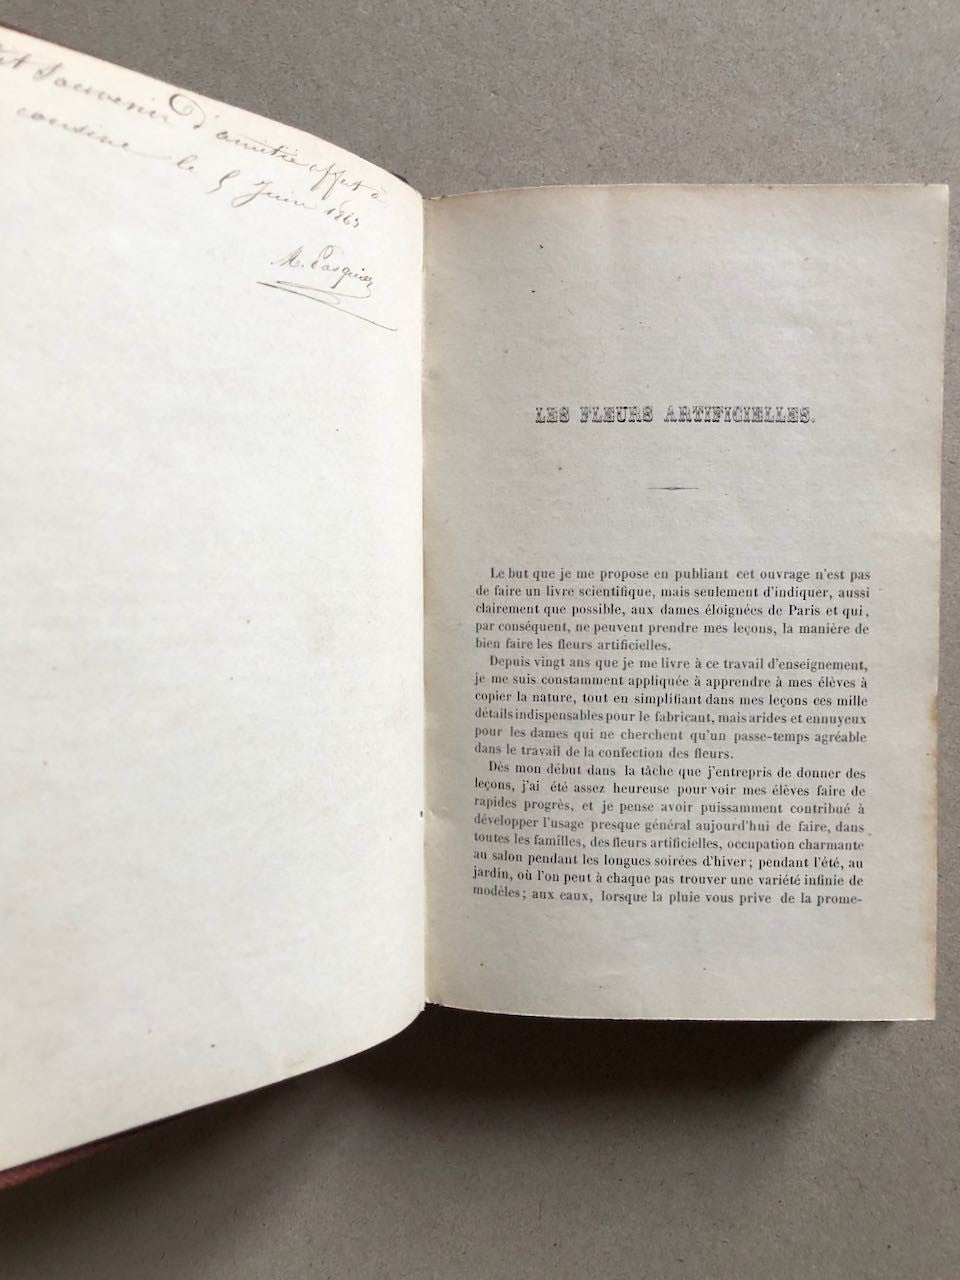 Souvenir d'amitié offert à
cousine le 5 Juin 1865
M. Pasquier
LES FLEURS ARTIFICIELLES.
Le but que je me propose en publiant cet ouvrage n'est pas
de faire un livre scientifique, mais seulement d'indiquer, aussi
clairement que possible, aux dames éloignées de Paris et qui,
par conséquent, ne peuvent prendre mes leçons, la manière de
bien faire les fleurs artificielles.
Depuis vingt ans que je me livre à ce travail d'enseignement,
je me suis constamment appliquée à apprendre à mes élèves à
copier la nature, tout en simplifiant dans mes leçons ces mille
détails indispensables pour le fabricant, mais arides et ennuyeux
pour les dames qui ne cherchent qu'un passe-temps agréable
dans le travail de la confection des fleurs.
Dès mon début dans la tâche que j'entrepris de donner des
leçons, j'ai été assez heureuse pour voir mes élèves faire de
rapides progrès, et je pense avoir puissamment contribué à
développer l'usage presque général aujourd'hui de faire, dans
toutes les familles, des fleurs artificielles, occupation charmante
au salon pendant les longues soirées d'hiver; pendant l'été, au
jardin, où l'on peut à chaque pas trouver une variété infinie de
modèles; aux eaux, lorsque la pluie vous prive de la prome-